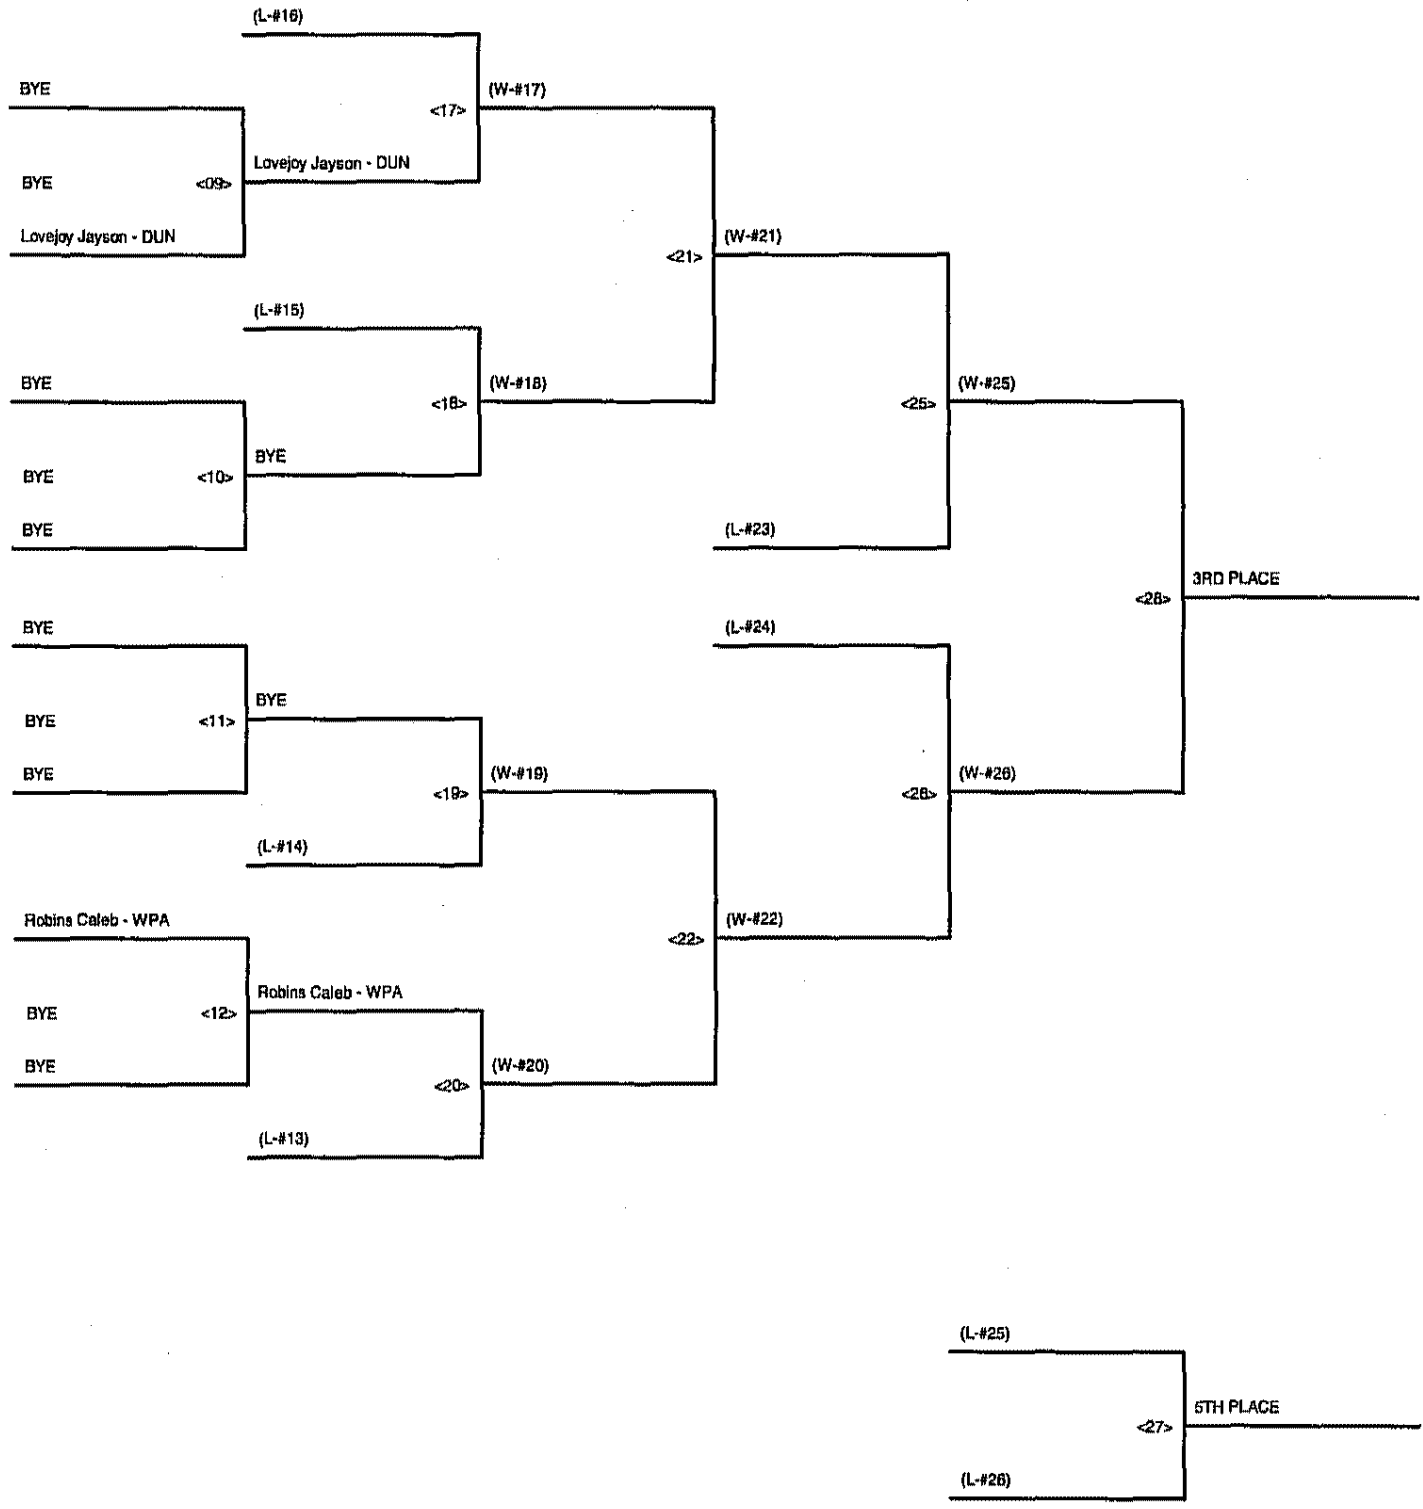 (L-#16)
BYE
(W-#17)
<17>
Lovejoy Jayson - DUN
BYE
<09>
Lovejoy Jayson - DUN
(W-#21)
<21>
(L-#15)
BYE
(W-#18)
(W-#25)
<18>
<25>
BYE
BYE
<10>
BYE
(L-#23)
3RD PLACE
<28>
BYE
(L-#24)
BYE
BYE
<11>
BYE
(W-#19)
(W-#26)
<19>
<26>
(L-#14)
Robins Caleb - WPA
(W-#22)
<22>
Robins Caleb - WPA
BYE
<12>
BYE
(W-#20)
<20>
(L-#13)
(L-#25)
5TH PLACE
<27>
(L-#26)